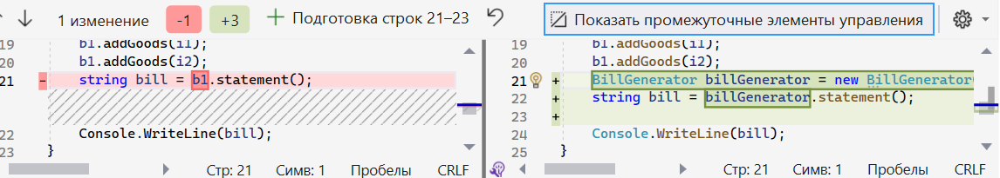 1 изменение -1 +3 Подготовка строк 21–23 Показать промежуточные элементы управления
19 b1.addGoods(i1);
20 b1.addGoods(i2);
21 - string bill = b1.statement();
22 Console.WriteLine(bill);
23 }
Стр: 21 Симв: 1 Пробелы CRLF
19 b1.addGoods(i1);
20 b1.addGoods(i2);
21 + BillGenerator billGenerator = new BillGenerator(
22 + string bill = billGenerator.statement();
23 +
24 Console.WriteLine(bill);
25 }
Стр: 21 Симв: 1 Пробелы CRLF